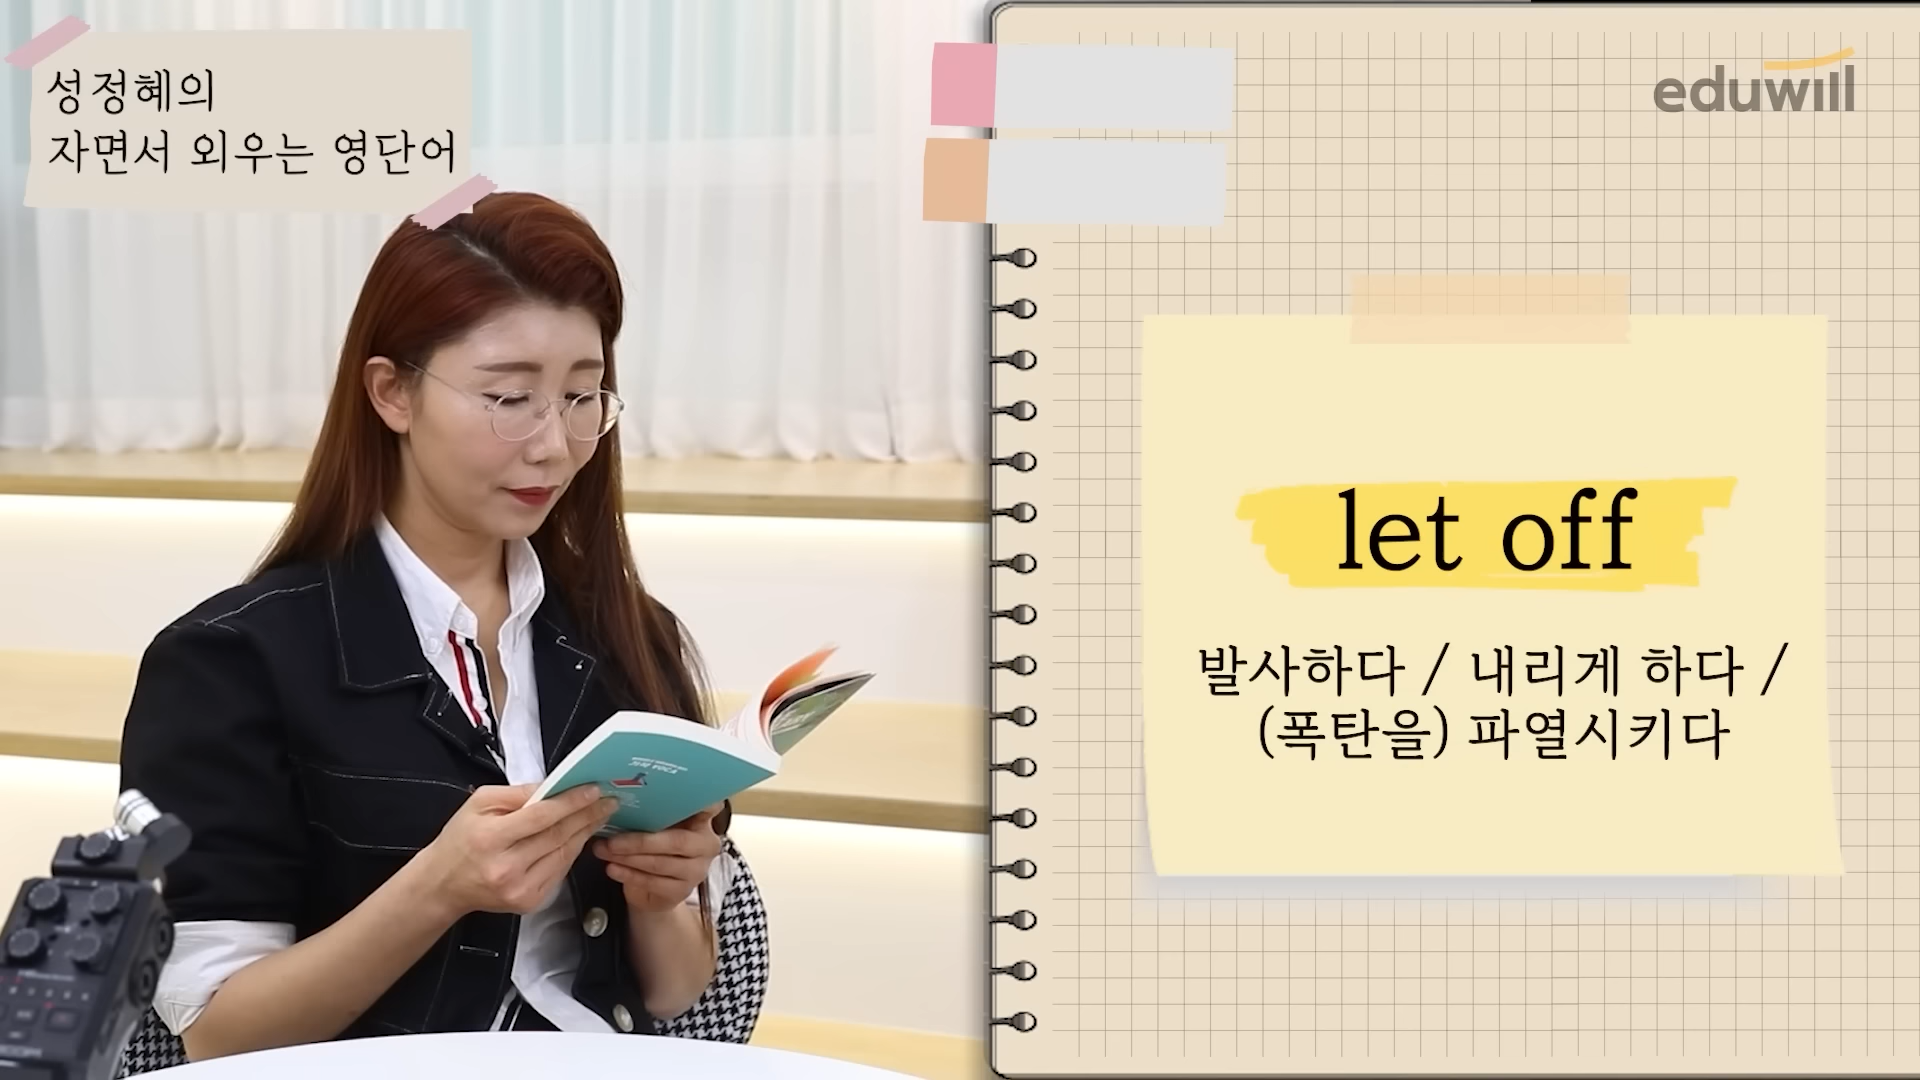 성정혜의
자면서 외우는 영단어
eduwill
let off
발사하다 / 내리게 하다 /
(폭탄을) 파열시키다